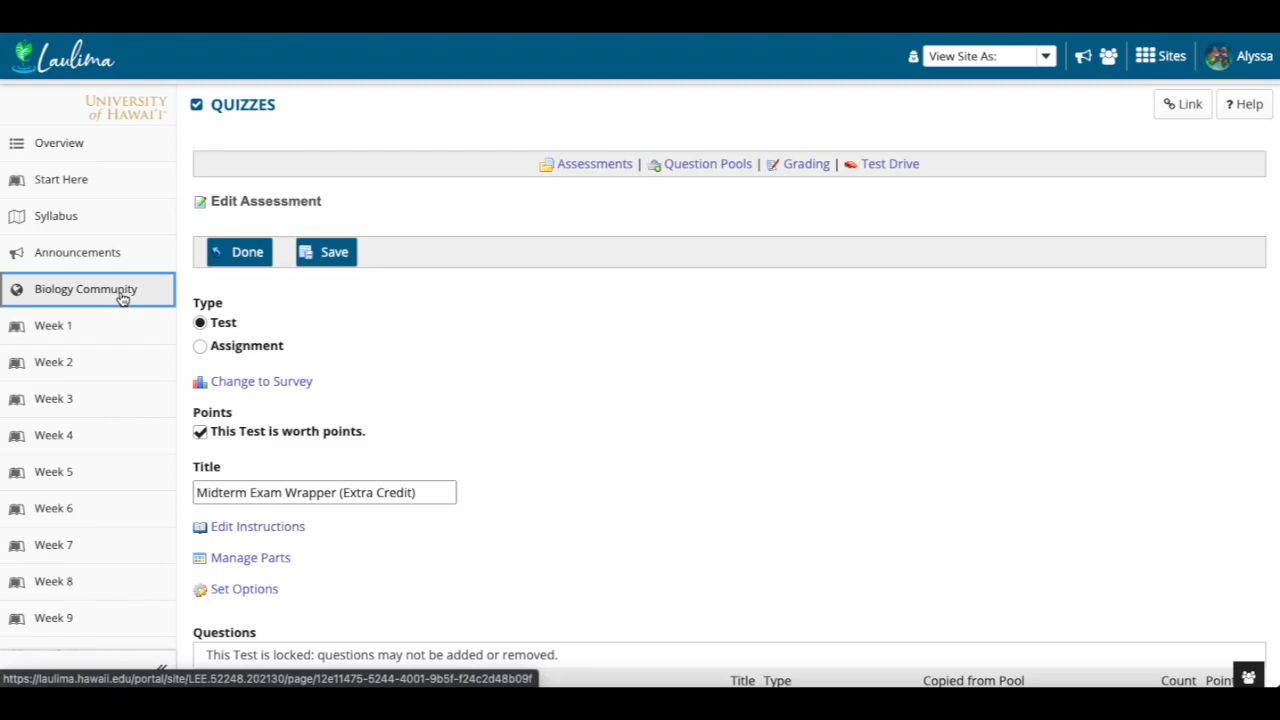 Laulima
View Site As:
Sites
Alyssa
UNIVERSITY
of HAWAI'I®
Overview
Start Here
Syllabus
Announcements
Biology Community
Week 1
Week 2
Week 3
Week 4
Week 5
Week 6
Week 7
Week 8
Week 9
QUIZZES
Link
? Help
Assessments | Question Pools | Grading | Test Drive
Edit Assessment
Done
Save
Type
Test
Assignment
Change to Survey
Points
This Test is worth points.
Title
Midterm Exam Wrapper (Extra Credit)
Edit Instructions
Manage Parts
Set Options
Questions
This Test is locked: questions may not be added or removed.
Title Type Copied from Pool Count Poin
https://laulima.hawaii.edu/portal/site/LEE.52248.202130/page/12e11475-5244-4001-9b5f-f24c2d48b09f